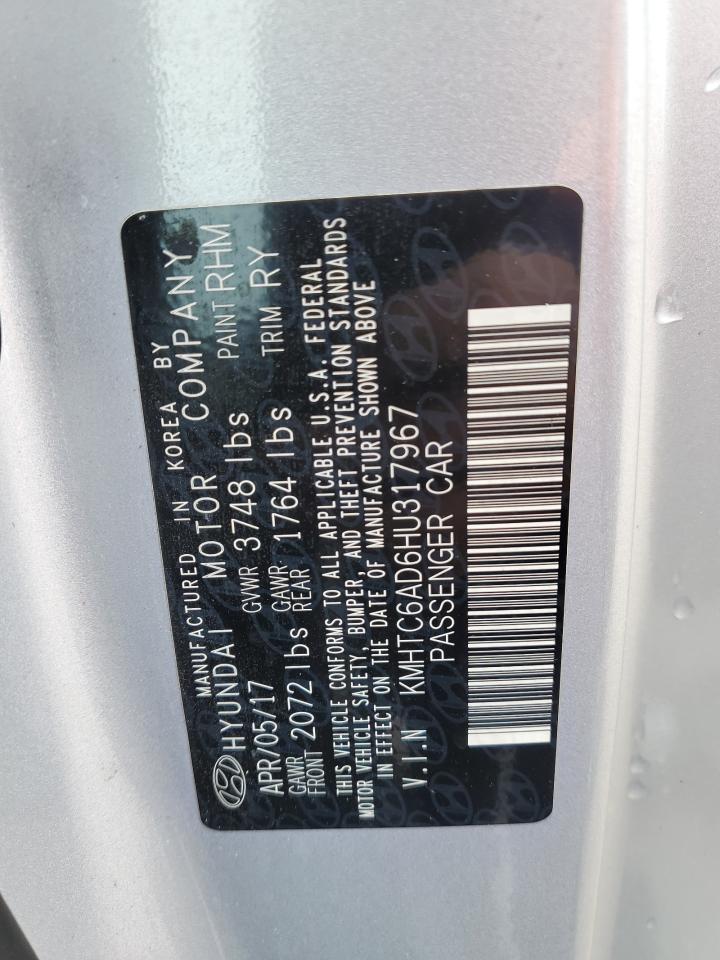 MANUFACTURED IN KOREA BY
HYUNDAI MOTOR COMPANY
APR/05/17 GVWR 3748 lbs PAINT RHM
GAWR FRONT 2072 lbs GAWR REAR 1764 lbs TRIM RY
THIS VEHICLE CONFORMS TO ALL APPLICABLE U.S.A. FEDERAL
MOTOR VEHICLE SAFETY, BUMPER, AND THEFT PREVENTION STANDARDS
IN EFFECT ON THE DATE OF MANUFACTURE SHOWN ABOVE
V.I.N KMHTC6AD6HU317967
PASSENGER CAR